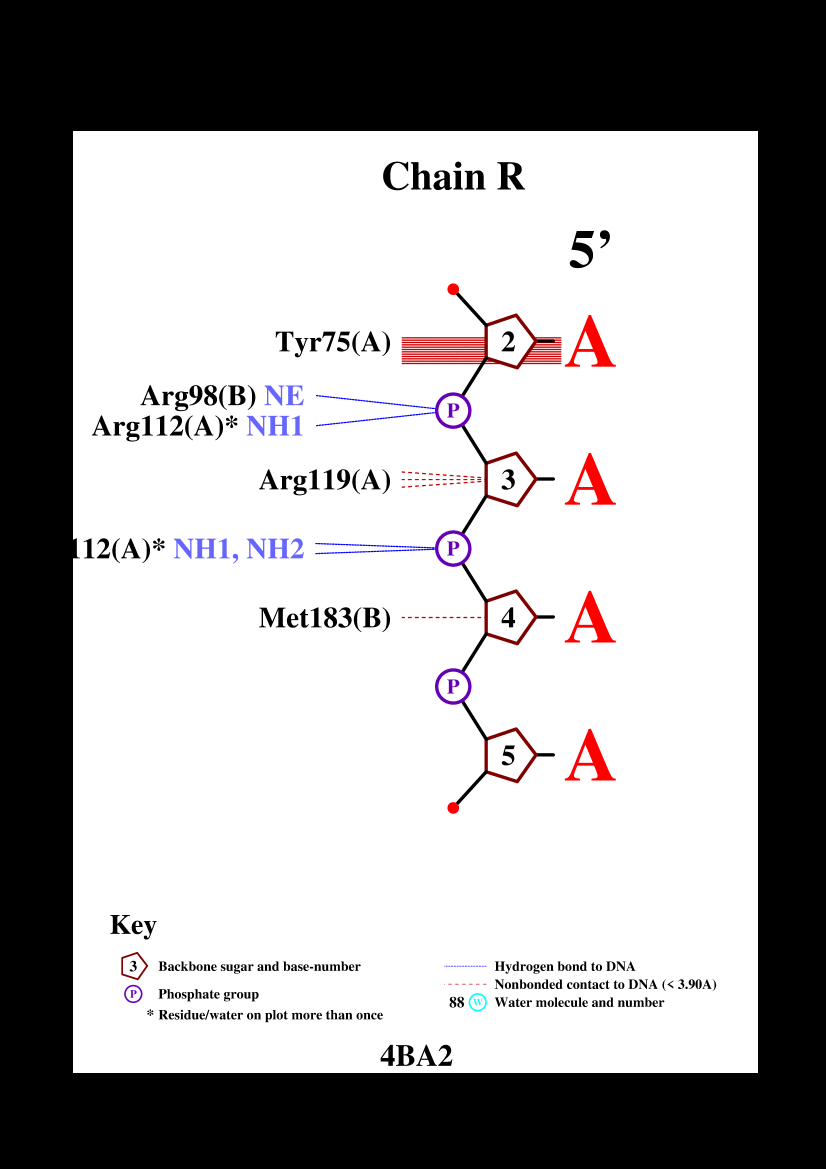 Chain R
5’
Tyr75(A) 2 A
Arg98(B) NE
P
Arg112(A)* NH1
Arg119(A) 3 A
112(A)* NH1, NH2 P
Met183(B) 4 A
P
5 A
Key
3 Backbone sugar and base-number
P Phosphate group
* Residue/water on plot more than once
Hydrogen bond to DNA
Nonbonded contact to DNA (< 3.90A)
88 W Water molecule and number
4BA2